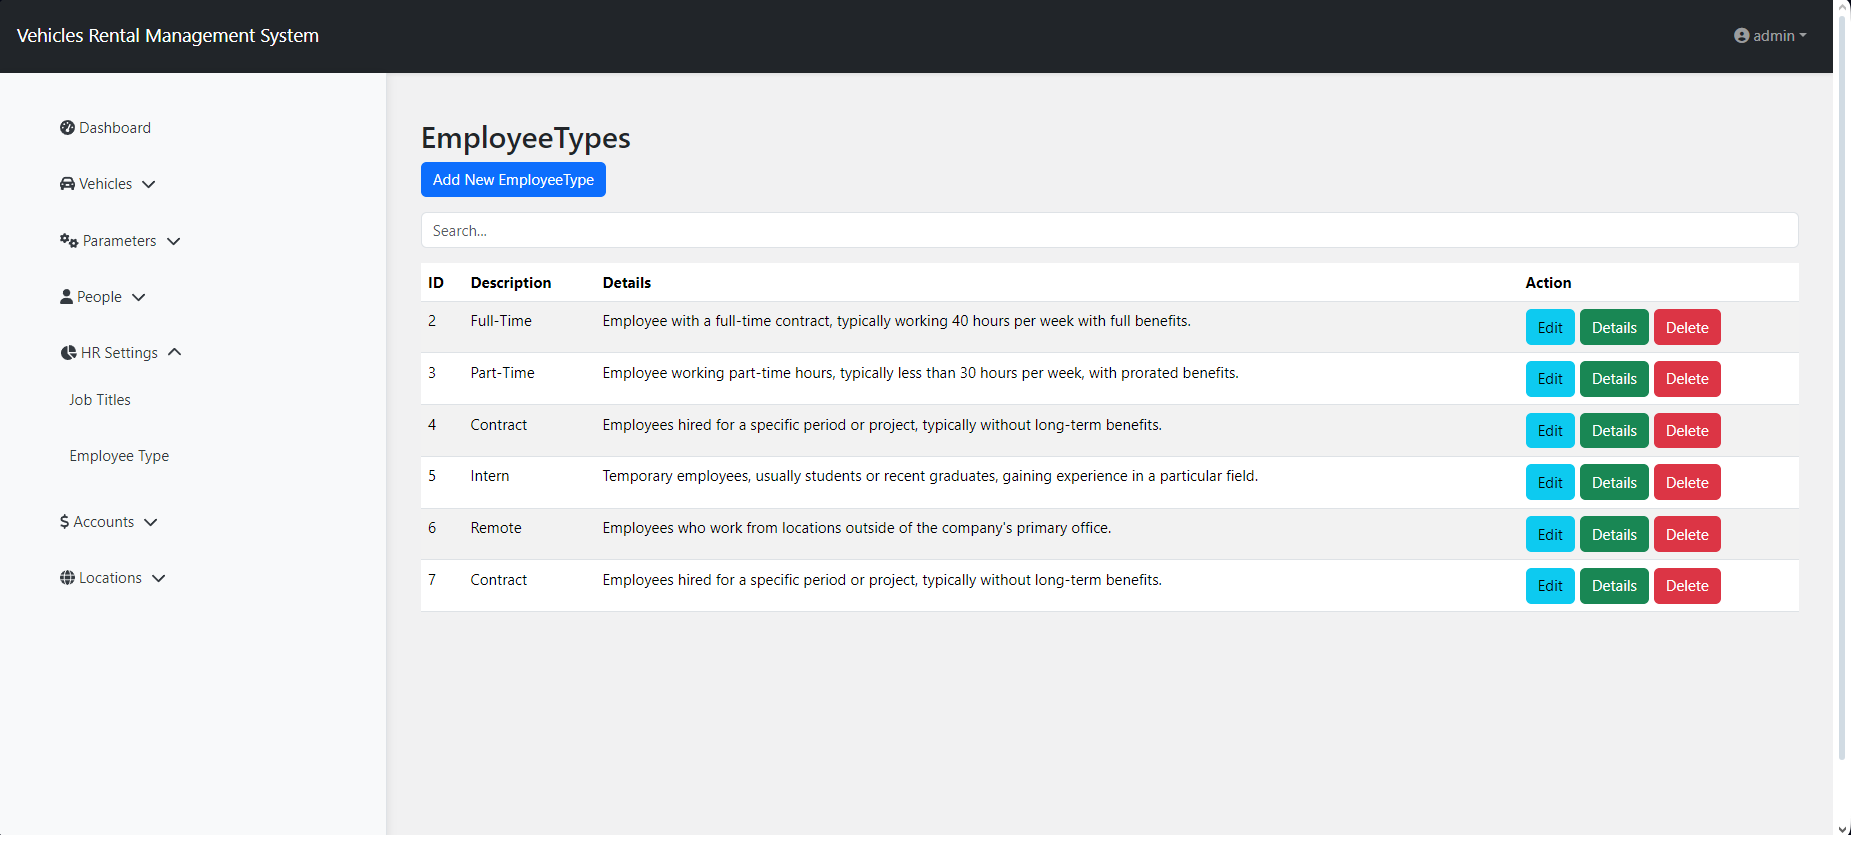 Vehicles Rental Management System
admin
Dashboard
Vehicles
Parameters
People
HR Settings
Job Titles
Employee Type
Accounts
Locations
EmployeeTypes
Add New EmployeeType
Search...
ID Description Details Action
2 Full-Time Employee with a full-time contract, typically working 40 hours per week with full benefits. Edit Details Delete
3 Part-Time Employee working part-time hours, typically less than 30 hours per week, with prorated benefits. Edit Details Delete
4 Contract Employees hired for a specific period or project, typically without long-term benefits. Edit Details Delete
5 Intern Temporary employees, usually students or recent graduates, gaining experience in a particular field. Edit Details Delete
6 Remote Employees who work from locations outside of the company's primary office. Edit Details Delete
7 Contract Employees hired for a specific period or project, typically without long-term benefits. Edit Details Delete